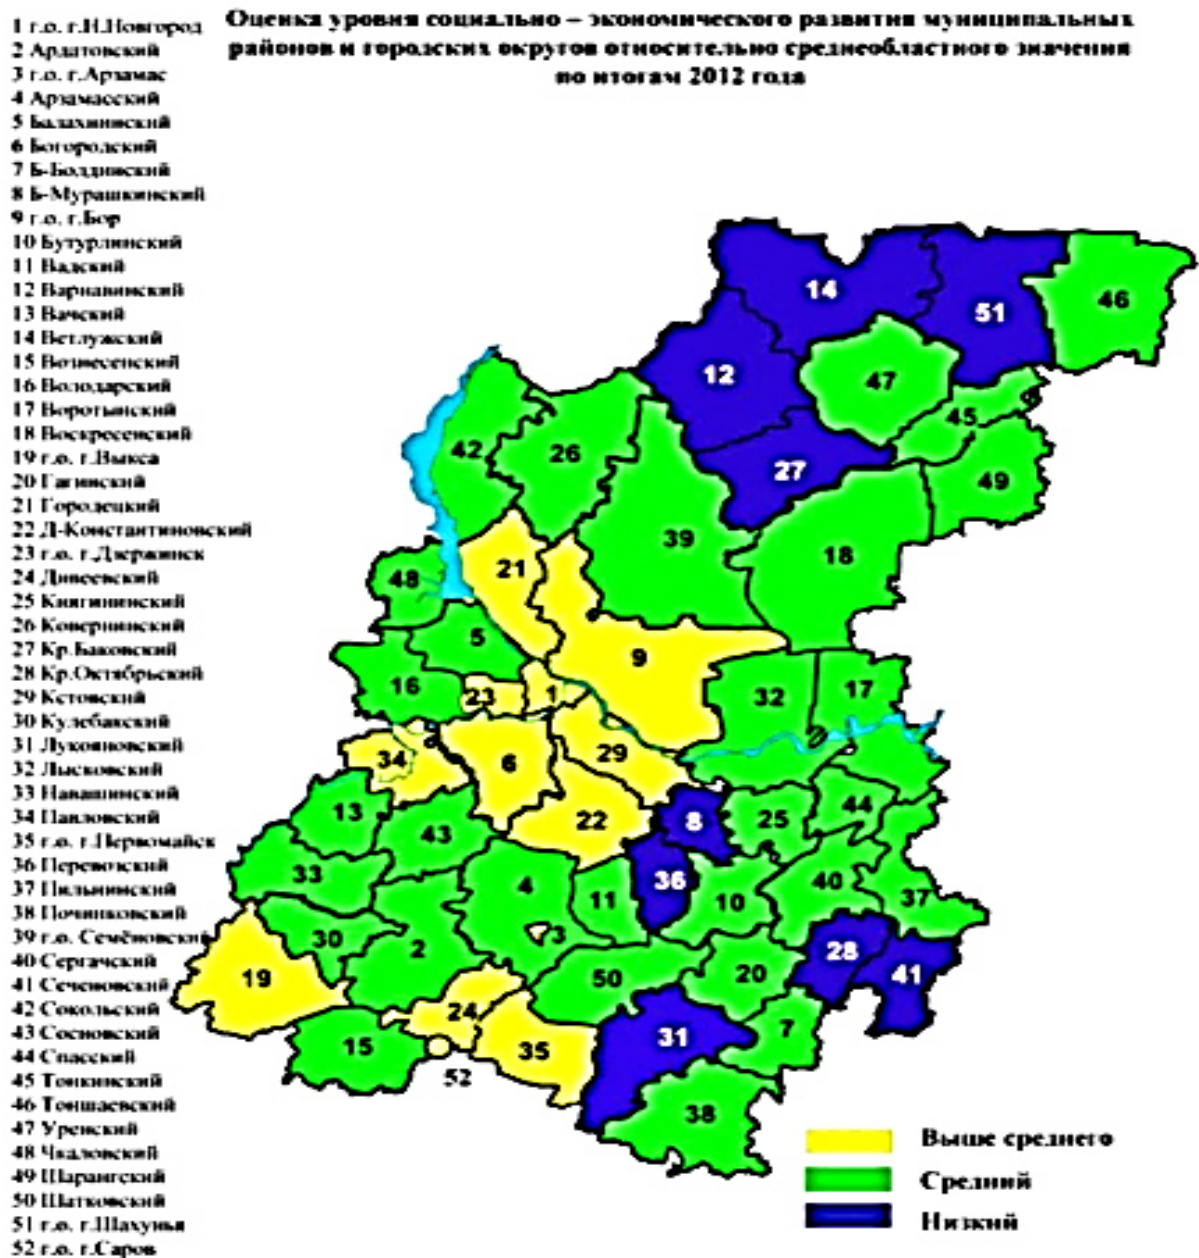 Оценка уровня социально – экономического развития муниципальных
районов и городских округов относительно среднеобластного значения
по итогам 2012 года
1 г.о. г.Н.Новгород
2 Ардатовский
3 г.о. г.Арзамас
4 Арзамасский
5 Балахнинский
6 Богородский
7 Б-Болдинский
8 Б-Мурашкинский
9 г.о. г.Бор
10 Бутурлинский
11 Вадский
12 Варнавинский
13 Вачский
14 Ветлужский
15 Вознесенский
16 Володарский
17 Воротынский
18 Воскресенский
19 г.о. г.Выкса
20 Гагинский
21 Городецкий
22 Д-Константиновский
23 г.о. г.Дзержинск
24 Дивеевский
25 Княгининский
26 Ковернинский
27 Кр.Баковский
28 Кр.Октябрьский
29 Кстовский
30 Кулебакский
31 Лукояновский
32 Лысковский
33 Навашинский
34 Павловский
35 г.о. г.Первомайск
36 Перевозский
37 Пильнинский
38 Починковский
39 г.о. Семёновский
40 Сергачский
41 Сеченовский
42 Сокольский
43 Сосновский
44 Спасский
45 Тонкинский
46 Тоншаевский
47 Уренский
48 Чкаловский
49 Шарангский
50 Шатковский
51 г.о. г.Шахунья
52 г.о. г.Саров
14
51
46
12
47
45
42
26
27
49
39
18
21
48
5
9
16
23
1
32
17
29
34
6
13
43
22
8
25
44
33
4
11
36
10
40
37
30
2
3
19
50
20
28
41
24
15
35
31
7
52
38
Выше среднего
Средний
Низкий